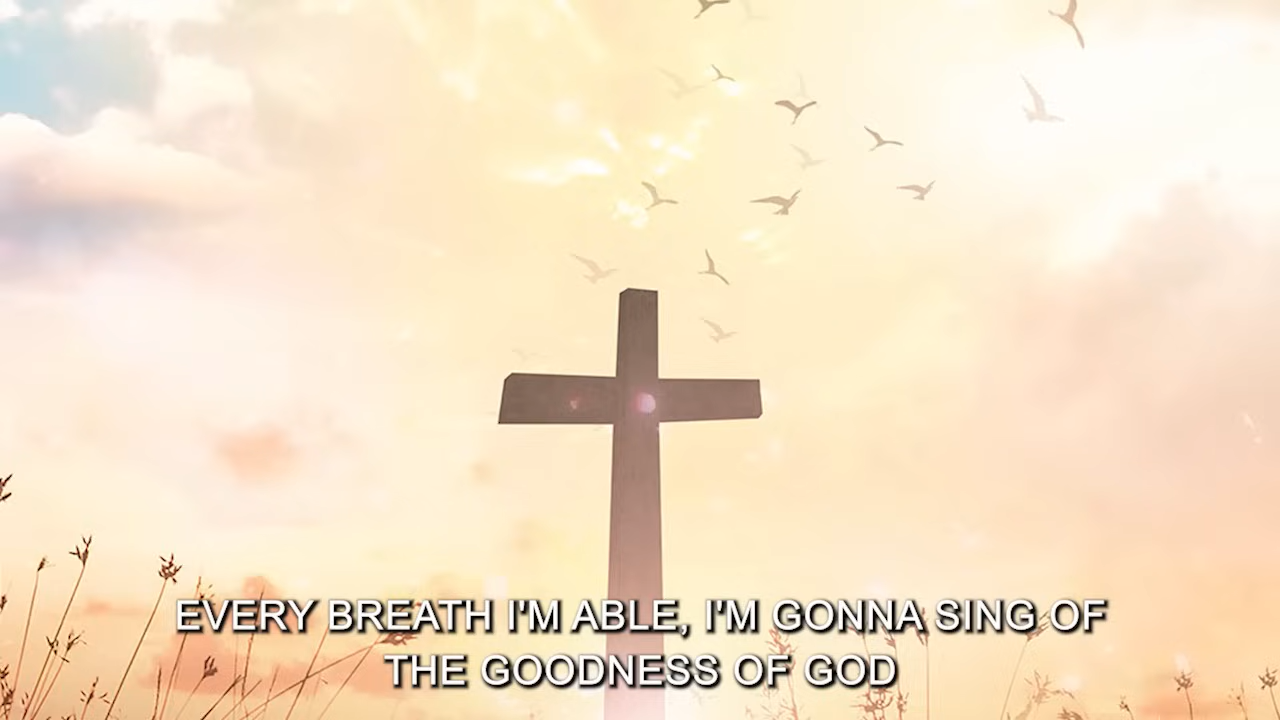 EVERY BREATH I'M ABLE, I'M GONNA SING OF
THE GOODNESS OF GOD